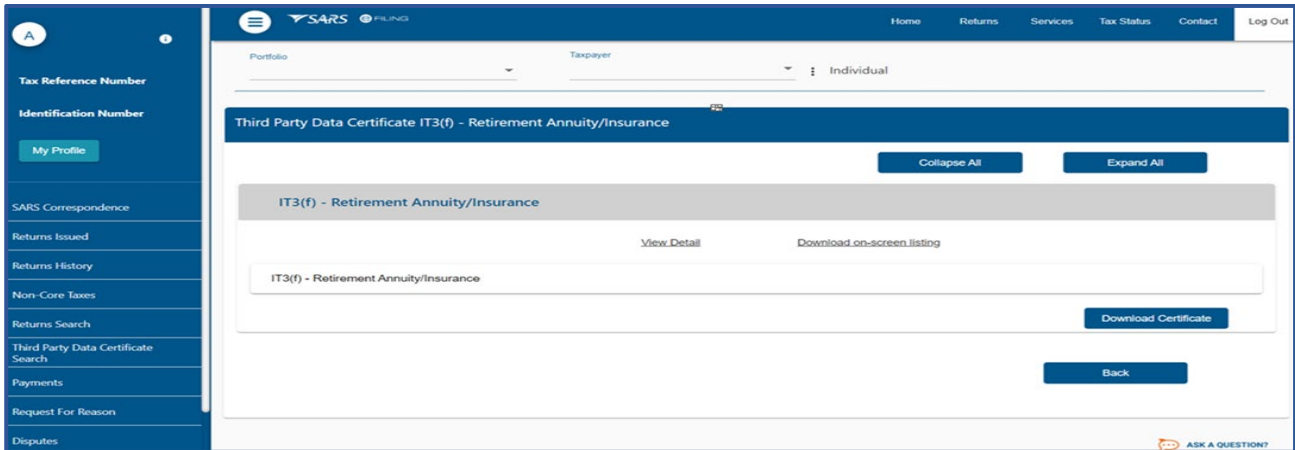 A
Tax Reference Number
Identification Number
My Profile
SARS Correspondence
Returns Issued
Returns History
Non-Core Taxes
Returns Search
Third Party Data Certificate
Search
Payments
Request For Reason
Disputes
SARS eFILING
Home Returns Services Tax Status Contact Log Out
Portfolio Taxpayer
Individual
Third Party Data Certificate IT3(f) - Retirement Annuity/Insurance
Collapse All Expand All
IT3(f) - Retirement Annuity/Insurance
View Detail Download on-screen listing
IT3(f) - Retirement Annuity/Insurance
Download Certificate
Back
ASK A QUESTION?